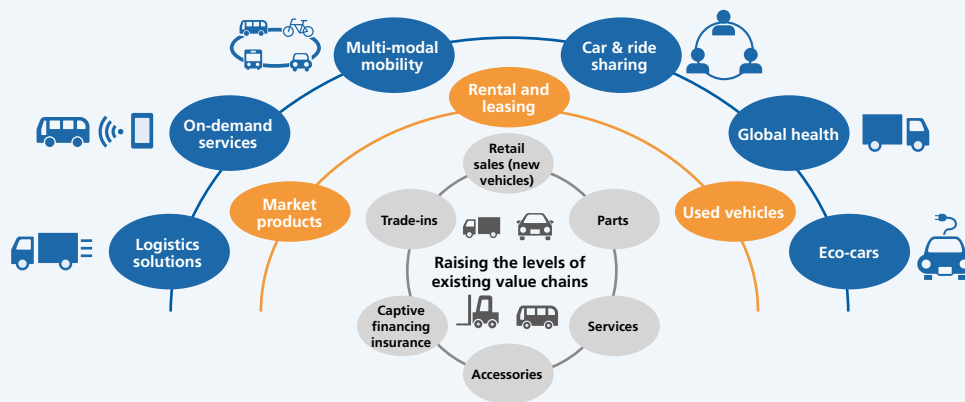 Multi-modal
mobility
Car & ride
sharing
Rental and
leasing
On-demand
services
Global health
Retail
sales (new
vehicles)
Market
products
Trade-ins
Parts
Used vehicles
Logistics
solutions
Eco-cars
Raising the levels of
existing value chains
Captive
financing
insurance
Services
Accessories